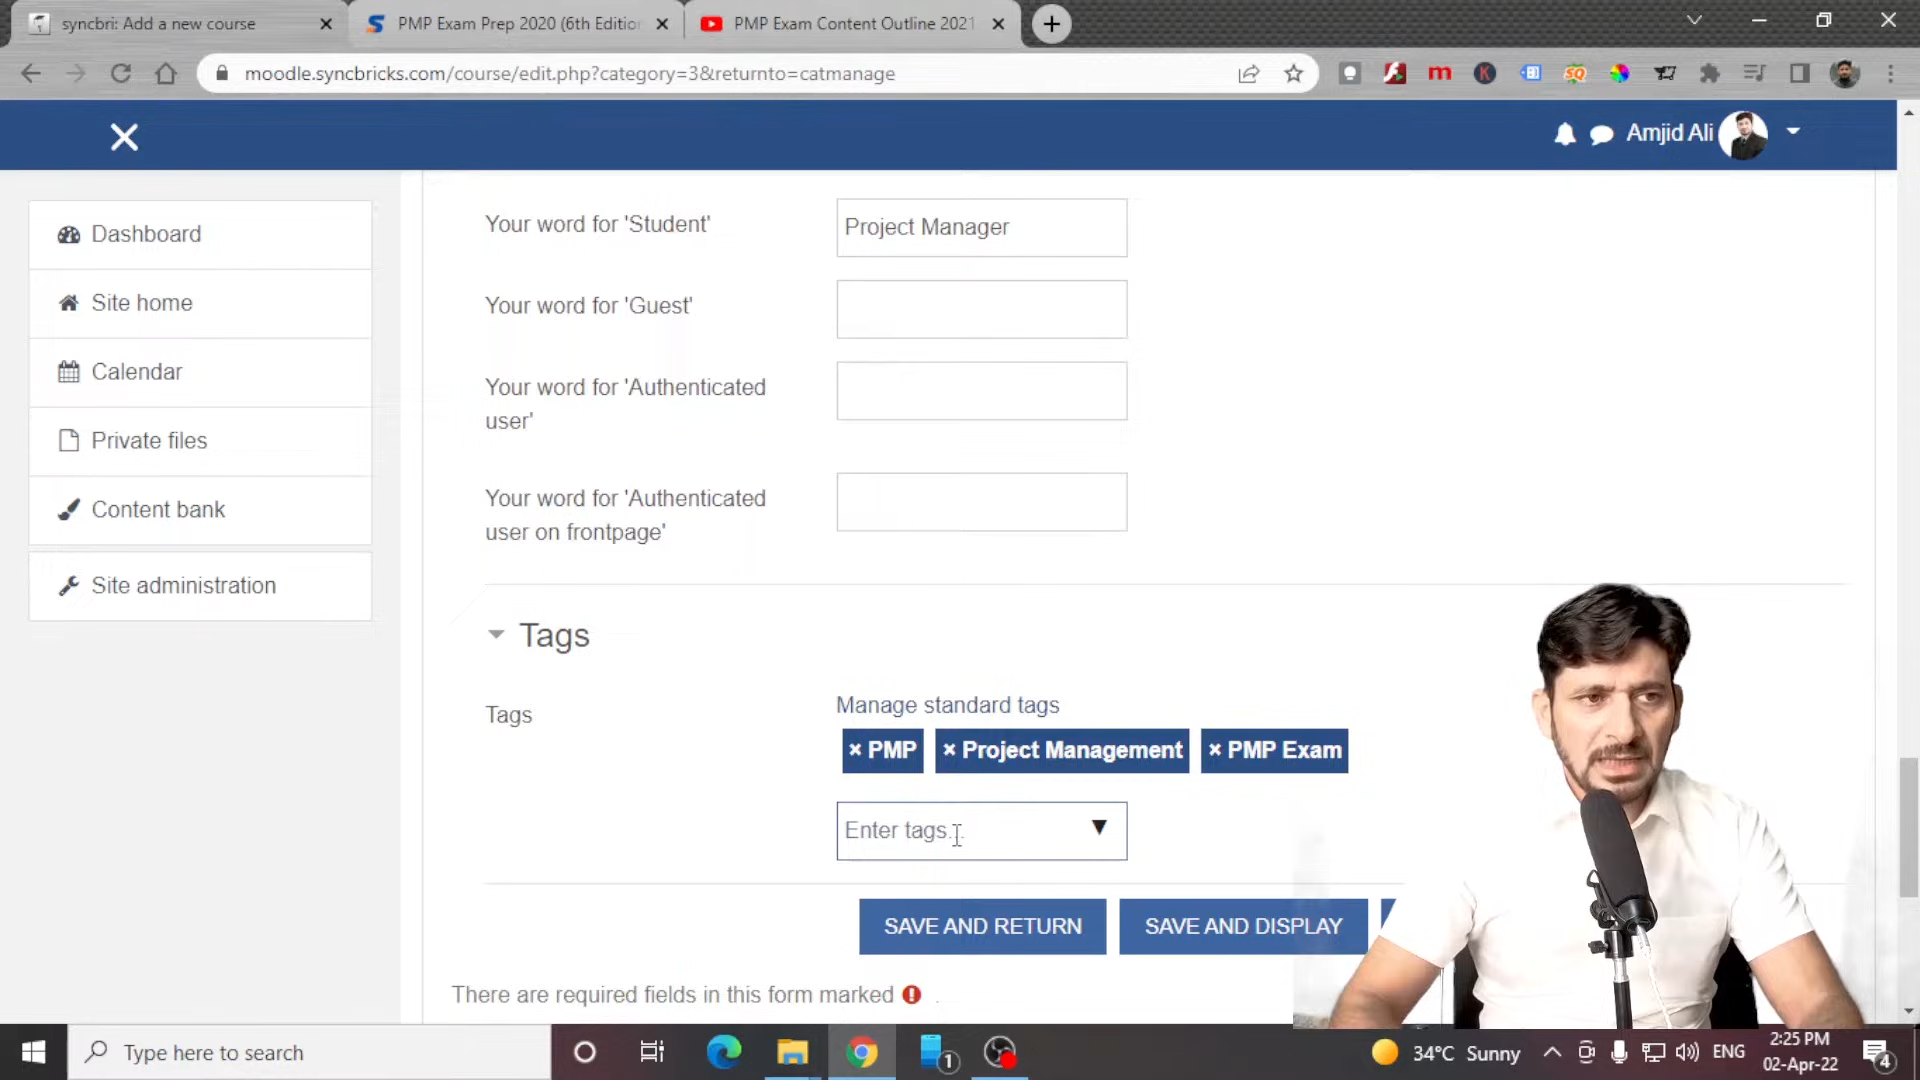 syncbri: Add a new course
PMP Exam Prep 2020 (6th Edition
PMP Exam Content Outline 2021
moodle.syncbricks.com/course/edit.php?category=3&returnto=catmanage
Amjid Ali
Dashboard
Site home
Calendar
Private files
Content bank
Site administration
Your word for 'Student'
Project Manager
Your word for 'Guest'
Your word for 'Authenticated
user'
Your word for 'Authenticated
user on frontpage'
Tags
Tags
Manage standard tags
× PMP
× Project Management
× PMP Exam
Enter tags...
SAVE AND RETURN
SAVE AND DISPLAY
There are required fields in this form marked .
Type here to search
1
34°C Sunny
ENG
2:25 PM
02-Apr-22
4